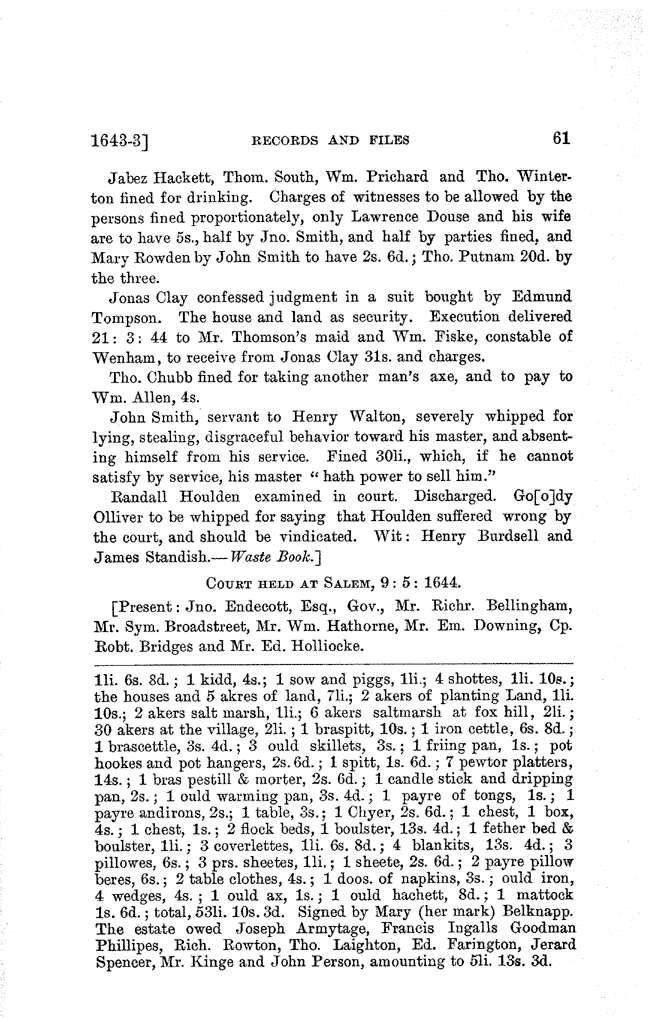 1643-3] RECORDS AND FILES 61
Jabez Hackett, Thom. South, Wm. Prichard and Tho. Winter-
ton fined for drinking. Charges of witnesses to be allowed by the
persons fined proportionately, only Lawrence Douse and his wife
are to have 5s., half by Jno. Smith, and half by parties fined, and
Mary Rowden by John Smith to have 2s. 6d.; Tho. Putnam 20d. by
the three.
Jonas Clay confessed judgment in a suit bought by Edmund
Tompson. The house and land as security. Execution delivered
21: 3: 44 to Mr. Thomson's maid and Wm. Fiske, constable of
Wenham, to receive from Jonas Clay 31s. and charges.
Tho. Chubb fined for taking another man's axe, and to pay to
Wm. Allen, 4s.
John Smith, servant to Henry Walton, severely whipped for
lying, stealing, disgraceful behavior toward his master, and absent-
ing himself from his service. Fined 30li., which, if he cannot
satisfy by service, his master "hath power to sell him."
Randall Houlden examined in court. Discharged. Go[o]dy
Olliver to be whipped for saying that Houlden suffered wrong by
the court, and should be vindicated. Wit: Henry Burdsell and
James Standish.—Waste Book.]
COURT HELD AT SALEM, 9: 5: 1644.
[Present: Jno. Endecott, Esq., Gov., Mr. Richr. Bellingham,
Mr. Sym. Broadstreet, Mr. Wm. Hathorne, Mr. Em. Downing, Cp.
Robt. Bridges and Mr. Ed. Holliocke.
1li. 6s. 8d.; 1 kidd, 4s.; 1 sow and piggs, 1li.; 4 shottes, 1li. 10s.;
the houses and 5 akres of land, 7li.; 2 akers of planting Land, 1li.
10s.; 2 akers salt marsh, 1li.; 6 akers saltmarsh at fox hill, 2li.;
30 akers at the village, 2li.; 1 braspitt, 10s.; 1 iron cettle, 6s. 8d.;
1 brascettle, 3s. 4d.; 3 ould skillets, 3s.; 1 friing pan, 1s.; pot
hookes and pot hangers, 2s. 6d.; 1 spitt, 1s. 6d.; 7 pewtor platters,
14s.; 1 bras pestill & morter, 2s. 6d.; 1 candle stick and dripping
pan, 2s.; 1 ould warming pan, 3s. 4d.; 1 payre of tongs, 1s.; 1
payre andirons, 2s.; 1 table, 3s.; 1 Chyer, 2s. 6d.; 1 chest, 1 box,
4s.; 1 chest, 1s.; 2 flock beds, 1 boulster, 13s. 4d.; 1 fether bed &
boulster, 1li.; 3 coverlettes, 1li. 6s. 8d.; 4 blankits, 13s. 4d.; 3
pillowes, 6s.; 3 prs. sheetes, 1li.; 1 sheete, 2s. 6d.; 2 payre pillow
beres, 6s.; 2 table clothes, 4s.; 1 doos. of napkins, 3s.; ould iron,
4 wedges, 4s.; 1 ould ax, 1s.; 1 ould hachett, 8d.; 1 mattock
1s. 6d.; total, 53li. 10s. 3d. Signed by Mary (her mark) Belknapp.
The estate owed Joseph Armytage, Francis Ingalls Goodman
Phillipes, Rich. Rowton, Tho. Laighton, Ed. Farington, Jerard
Spencer, Mr. Kinge and John Person, amounting to 5li. 13s. 3d.